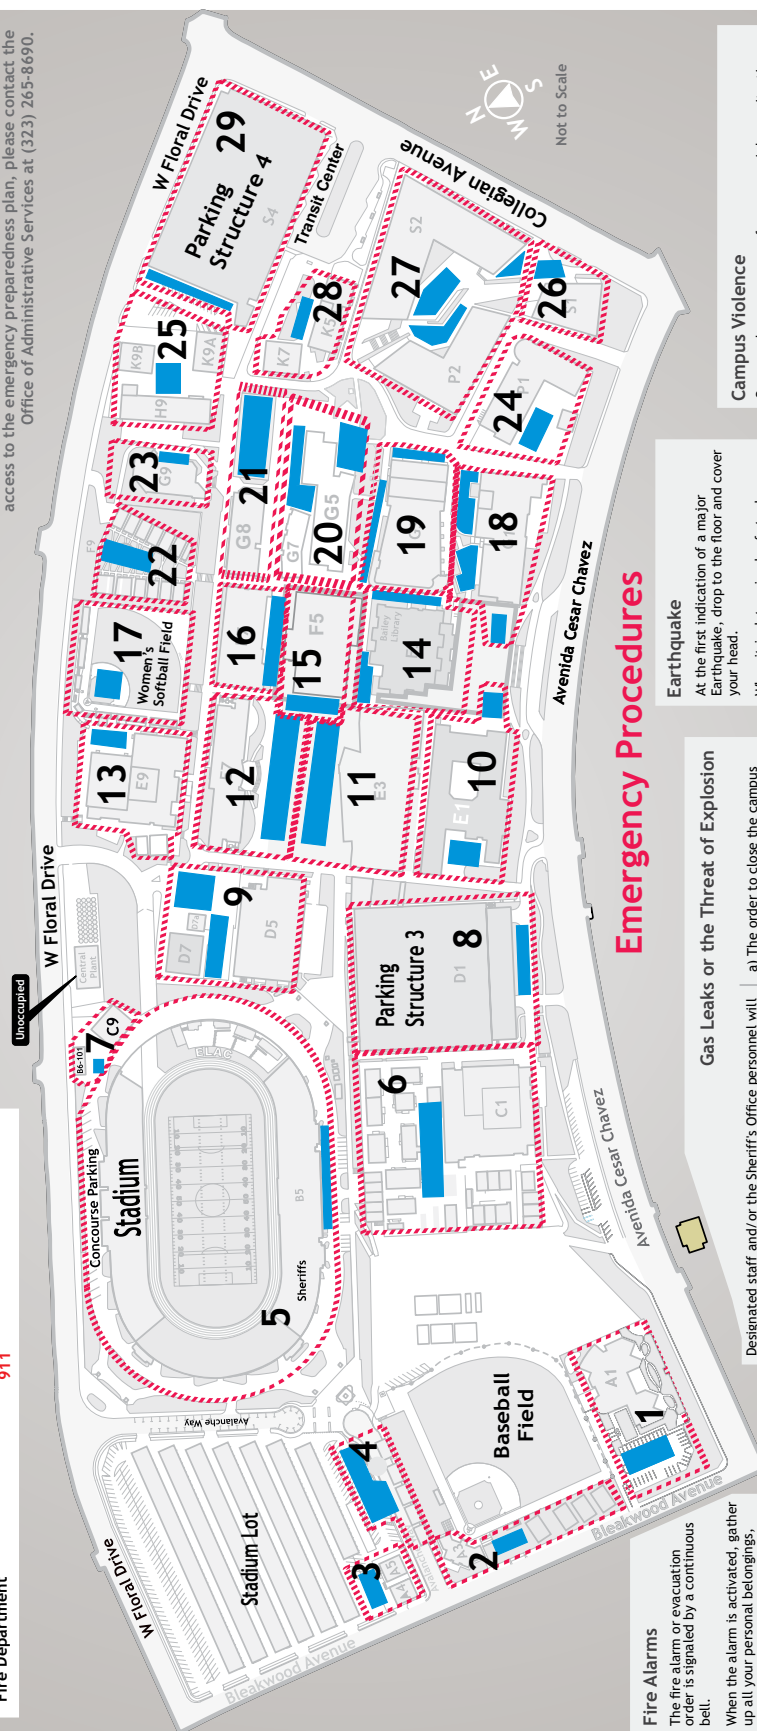 access to the emergency preparedness plan, please contact the
Office of Administrative Services at (323) 265-8690.
911
Fire Department
W Floral Drive
W Floral Drive
W Floral Drive
Unoccupied
Central
Plant
B6-101
C9
7
Concourse Parking
Stadium
ELAC
B5
Sheriffs
5
Avalanche Way
Stadium Lot
Bleakwood Avenue
Bleakwood Avenue
3
A4
A5
4
2
A3
Baseball
Field
1
A1
6
C1
Parking
Structure 3
D1
8
9
D7
D5
13
E9
12
11
E3
10
E1
17
Women's
Softball Field
16
15
F5
14
Bailey
Library
22
F9
23
G9
21
G8
20
G7
G5
19
18
25
K9B
K9A
H9
28
K7
K5
Parking
Structure 4
29
S4
Transit Center
27
S2
P2
26
S1
24
P1
Collegian Avenue
Avenida Cesar Chavez
Avenida Cesar Chavez
N
E
S
W
Not to Scale
Emergency Procedures
Fire Alarms
The fire alarm or evacuation
order is signaled by a continuous
bell.
When the alarm is activated, gather
up all your personal belongings,
Gas Leaks or the Threat of Explosion
Designated staff and/or the Sheriff's Office personnel will
a) The order to close the campus
Earthquake
At the first indication of a major
Earthquake, drop to the floor and cover
your head.
Campus Violence